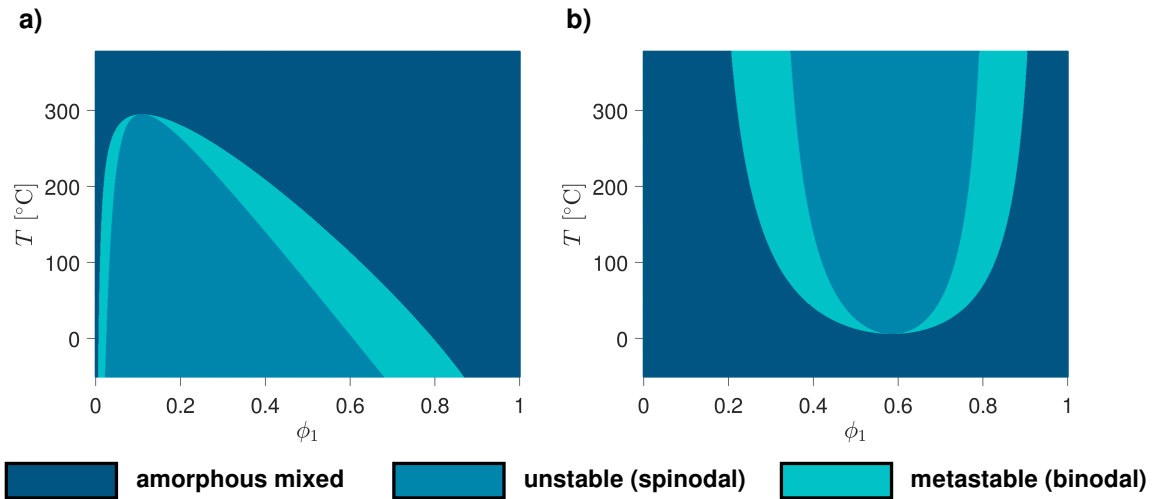 a)
b)
300
200
100
0
T [°C]
0
0.2
0.4
0.6
0.8
1
ϕ₁
300
200
100
0
T [°C]
0
0.2
0.4
0.6
0.8
1
ϕ₁
amorphous mixed
unstable (spinodal)
metastable (binodal)